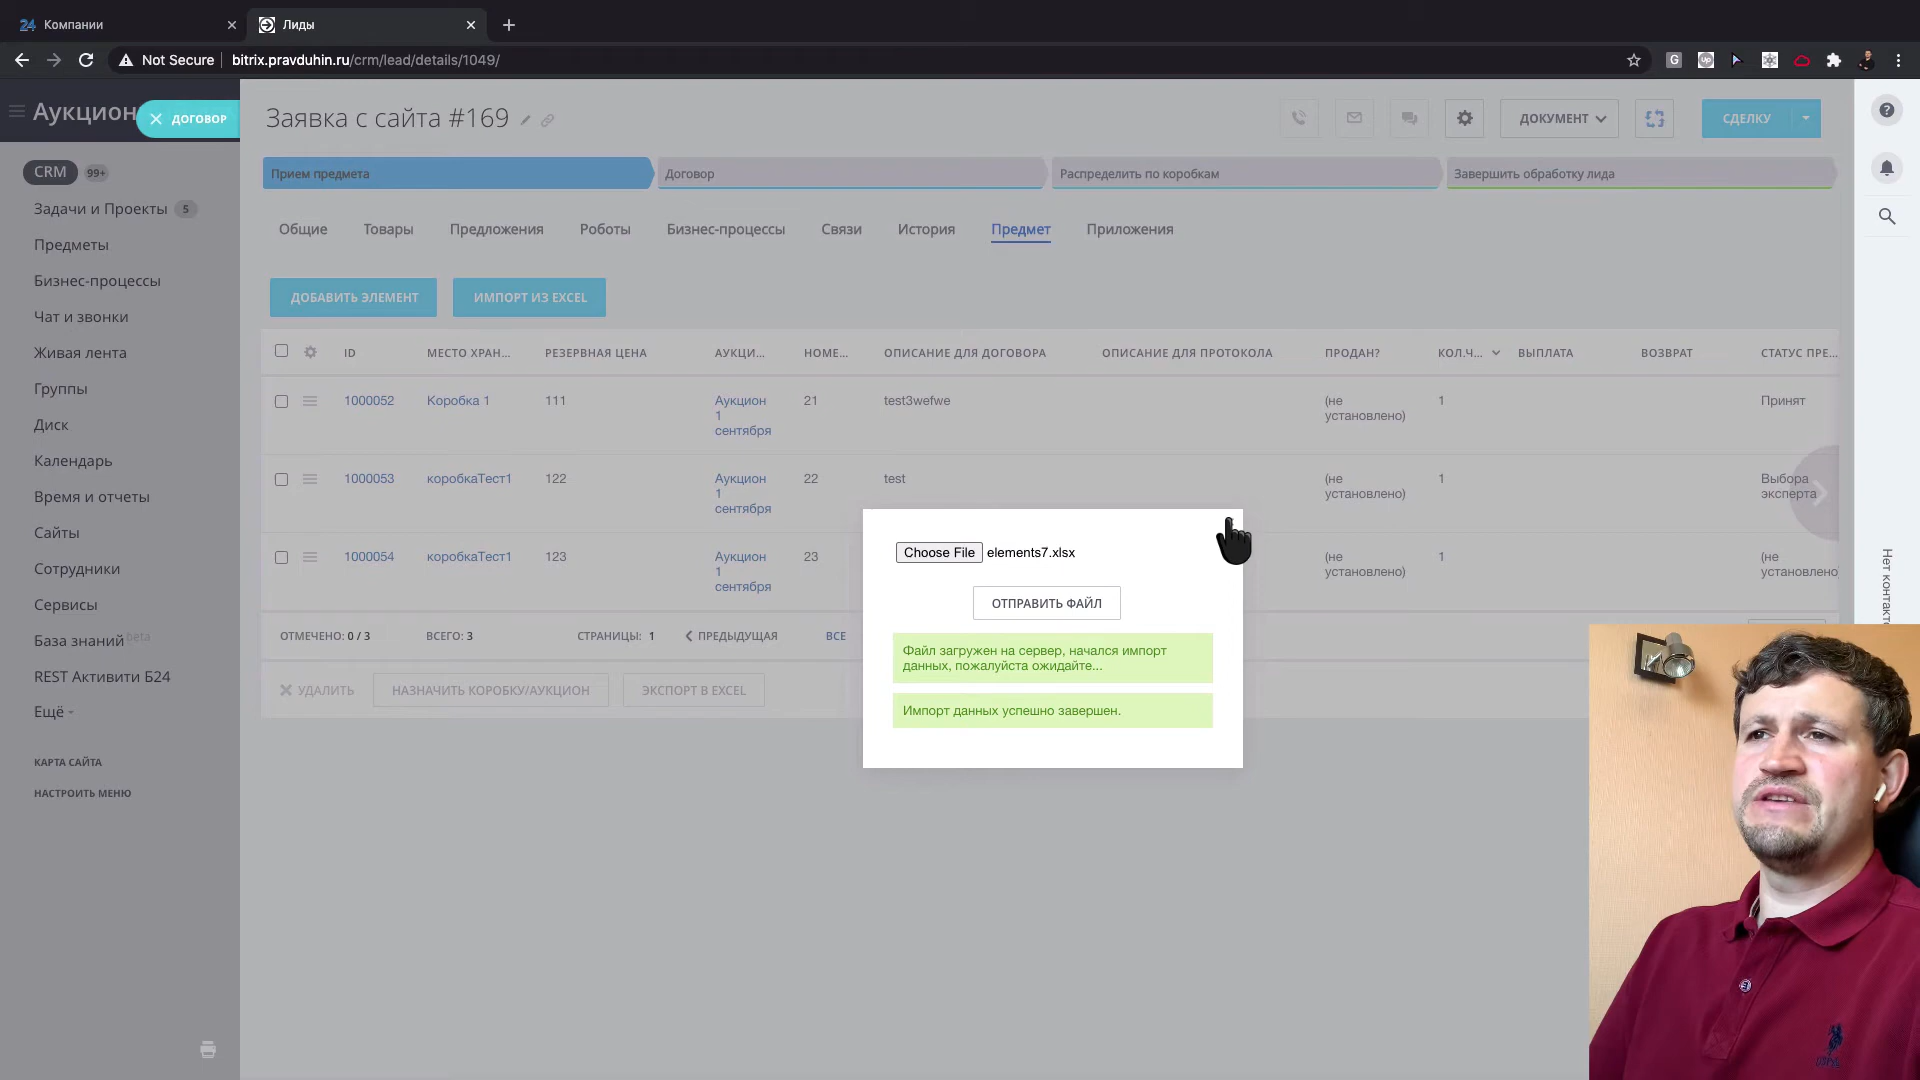 Компании
Лиды
Not Secure
bitrix.pravduhin.ru/crm/lead/details/1049/
Аукцион
ДОГОВОР
Заявка с сайта #169
ДОКУМЕНТ
СДЕЛКУ
CRM 99+
Задачи и Проекты 5
Предметы
Бизнес-процессы
Чат и звонки
Живая лента
Группы
Диск
Календарь
Время и отчеты
Сайты
Сотрудники
Сервисы
База знаний beta
REST Активити Б24
Ещё
КАРТА САЙТА
НАСТРОИТЬ МЕНЮ
Прием предмета
Договор
Распределить по коробкам
Завершить обработку лида
Общие Товары Предложения Роботы Бизнес-процессы Связи История Предмет Приложения
ДОБАВИТЬ ЭЛЕМЕНТ
ИМПОРТ ИЗ EXCEL
ID МЕСТО ХРАН... РЕЗЕРВНАЯ ЦЕНА АУКЦИ... НОМЕ... ОПИСАНИЕ ДЛЯ ДОГОВОРА ОПИСАНИЕ ДЛЯ ПРОТОКОЛА ПРОДАН? КОЛ.Ч... ВЫПЛАТА ВОЗВРАТ СТАТУС ПРЕ...
1000052 Коробка 1 111 Аукцион 1 сентября 21 test3wefwe (не установлено) 1 Принят
1000053 коробкаТест1 122 Аукцион 1 сентября 22 test (не установлено) 1 Выбора эксперта
1000054 коробкаТест1 123 Аукцион 1 сентября 23 (не установлено) 1 (не установлено)
ОТМЕЧЕНО: 0 / 3 ВСЕГО: 3 СТРАНИЦЫ: 1 ПРЕДЫДУЩАЯ ВСЕ
УДАЛИТЬ
НАЗНАЧИТЬ КОРОБКУ/АУКЦИОН
ЭКСПОРТ В EXCEL
Choose File elements7.xlsx
ОТПРАВИТЬ ФАЙЛ
Файл загружен на сервер, начался импорт
данных, пожалуйста ожидайте...
Импорт данных успешно завершен.
Нет контакт